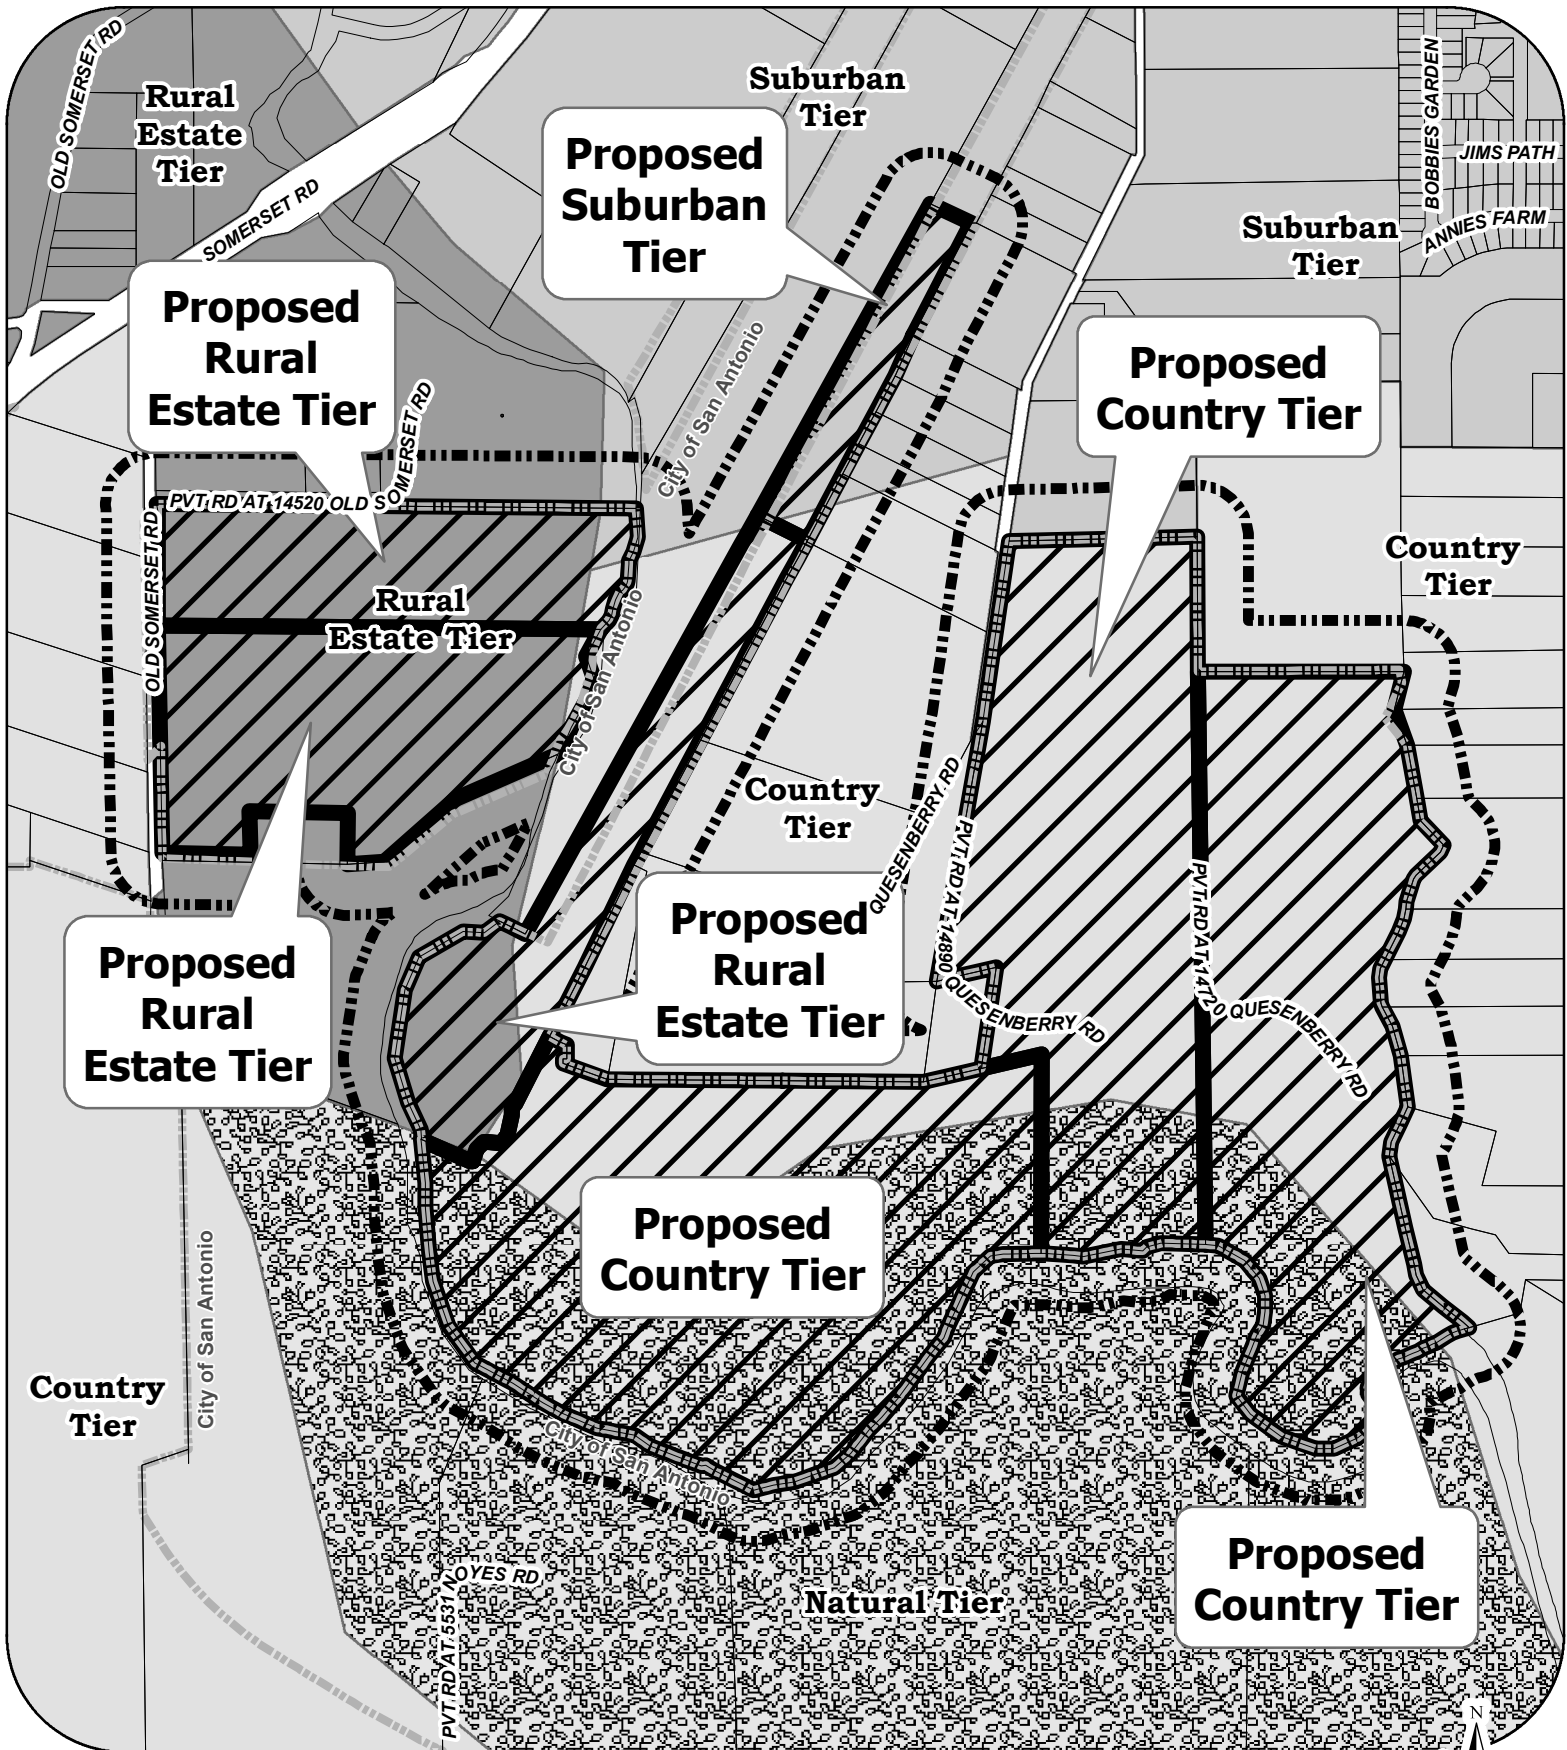 OLD SOMERSET RD
Rural
Estate
Tier
SOMERSET RD
Suburban
Tier
Proposed
Suburban
Tier
BOBBIES GARDEN
JIMS PATH
ANNIES FARM
Suburban
Tier
Proposed
Rural
Estate Tier
City of San Antonio
Proposed
Country Tier
PVT RD AT 14520 OLD SOMERSET RD
OLD SOMERSET RD
Rural
Estate Tier
City of San Antonio
Country
Tier
Country
Tier
QUESENBERRY RD
PVT RD AT 14890 QUESENBERRY RD
PVT RD AT 14720 QUESENBERRY RD
Proposed
Rural
Estate Tier
Proposed
Rural
Estate Tier
Proposed
Country Tier
City of San Antonio
Country
Tier
City of San Antonio
PVT RD AT 5531 NOYES RD
Natural Tier
Proposed
Country Tier
N